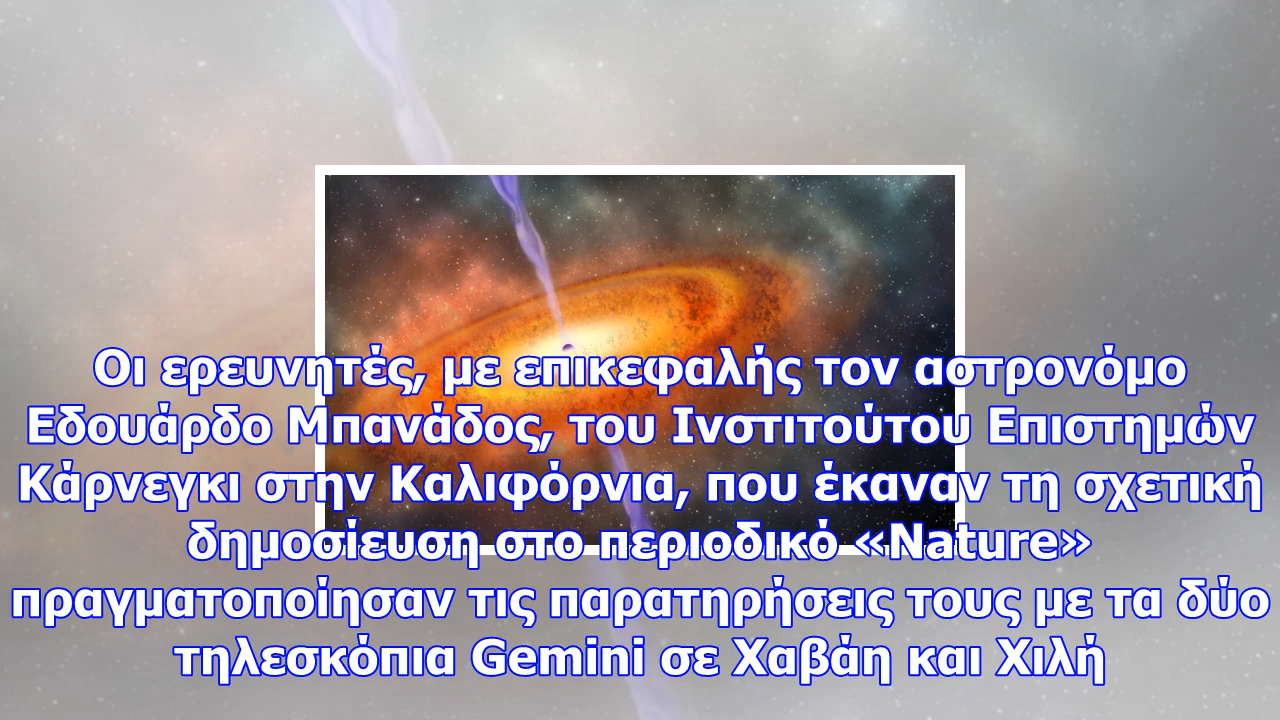 Οι ερευνητές, με επικεφαλής τον αστρονόμο
Εδουάρδο Μπανάδος, του Ινστιτούτου Επιστημών
Κάρνεγκι στην Καλιφόρνια, που έκαναν τη σχετική
δημοσίευση στο περιοδικό «Nature»
πραγματοποίησαν τις παρατηρήσεις τους με τα δύο
τηλεσκόπια Gemini σε Χαβάη και Χιλή